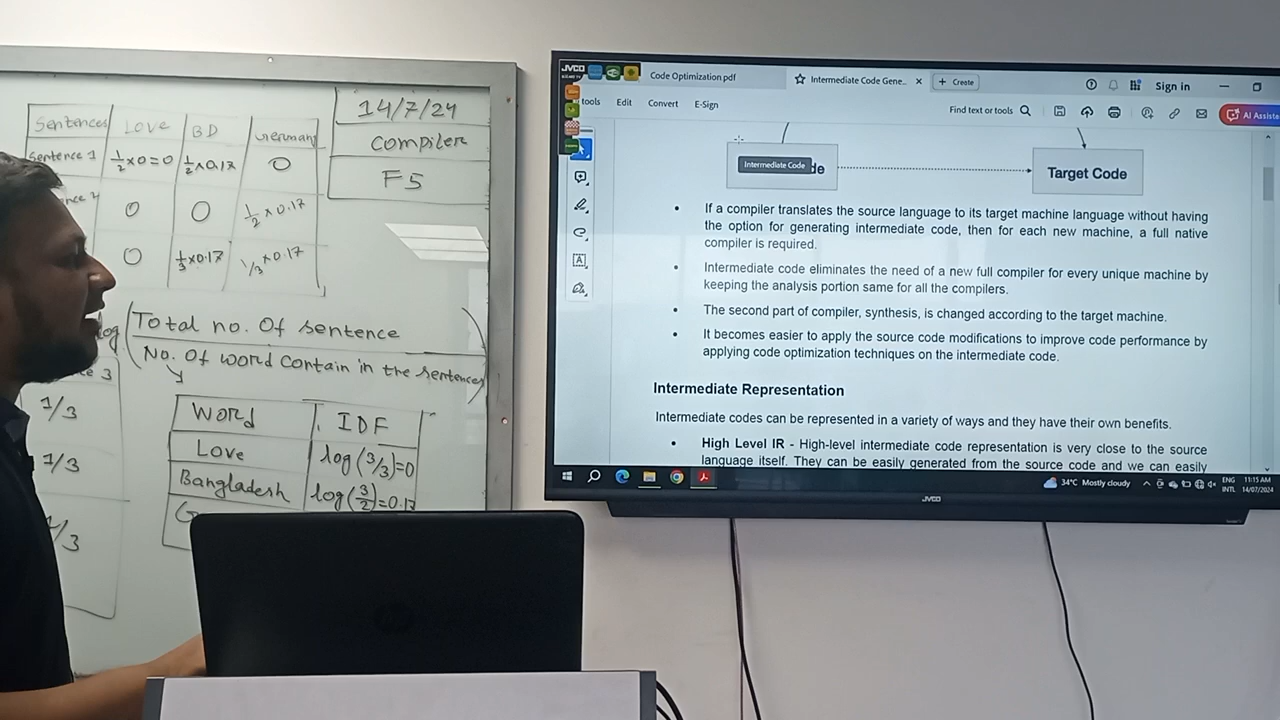 Sentences LOVE BD Germany
Sentence 1 1/2×0=0 1/2×0.17 0
0 0 1/2×0.17
0 1/3×0.17 1/3×0.17
14/7/24
Compiler
F5
log (Total no. Of sentence
No. Of word contain in the sentences)
1/3
1/3
1/3
Word IDF
Love log(3/3)=0
Bangladesh log(3/2)=0.17
JVCO
Code Optimization.pdf
Intermediate Code Gene..
+ Create
Sign in
tools Edit Convert E-Sign
Find text or tools
AI Assista
Intermediate Code de
Target Code
• If a compiler translates the source language to its target machine language without having
the option for generating intermediate code, then for each new machine, a full native
compiler is required.
• Intermediate code eliminates the need of a new full compiler for every unique machine by
keeping the analysis portion same for all the compilers.
• The second part of compiler, synthesis, is changed according to the target machine.
• It becomes easier to apply the source code modifications to improve code performance by
applying code optimization techniques on the intermediate code.
Intermediate Representation
Intermediate codes can be represented in a variety of ways and they have their own benefits.
• High Level IR - High-level intermediate code representation is very close to the source
language itself. They can be easily generated from the source code and we can easily
34°C Mostly cloudy
ENG
INTL
11:15 AM
14/07/2024
JVCO